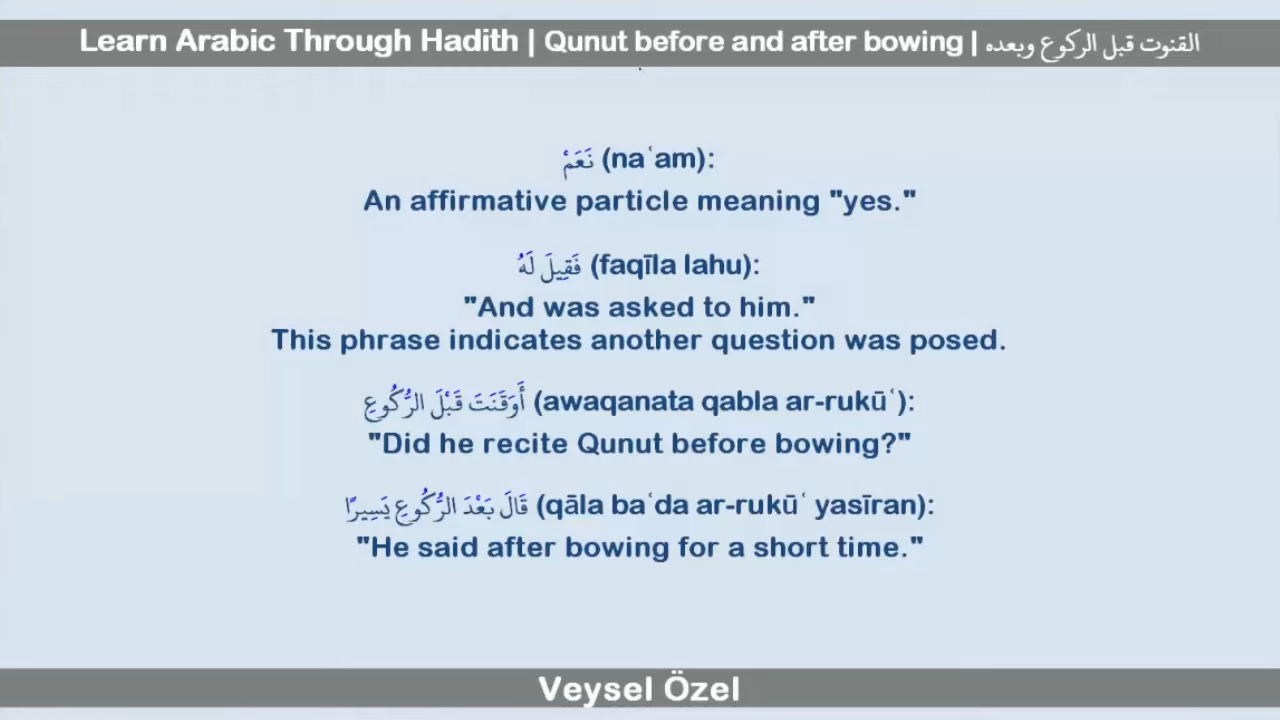 Learn Arabic Through Hadith | Qunut before and after bowing | القنوت قبل الركوع وبعده
نَعَمْ (naʿam):
An affirmative particle meaning "yes."
فَقِيلَ لَهُ (faqīla lahu):
"And was asked to him."
This phrase indicates another question was posed.
أَوَقَنَتَ قَبْلَ الرُّكُوعِ (awaqanata qabla ar-rukūʿ):
"Did he recite Qunut before bowing?"
قَالَ بَعْدَ الرُّكُوعِ يَسِيرًا (qāla baʿda ar-rukūʿ yasīran):
"He said after bowing for a short time."
Veysel Özel